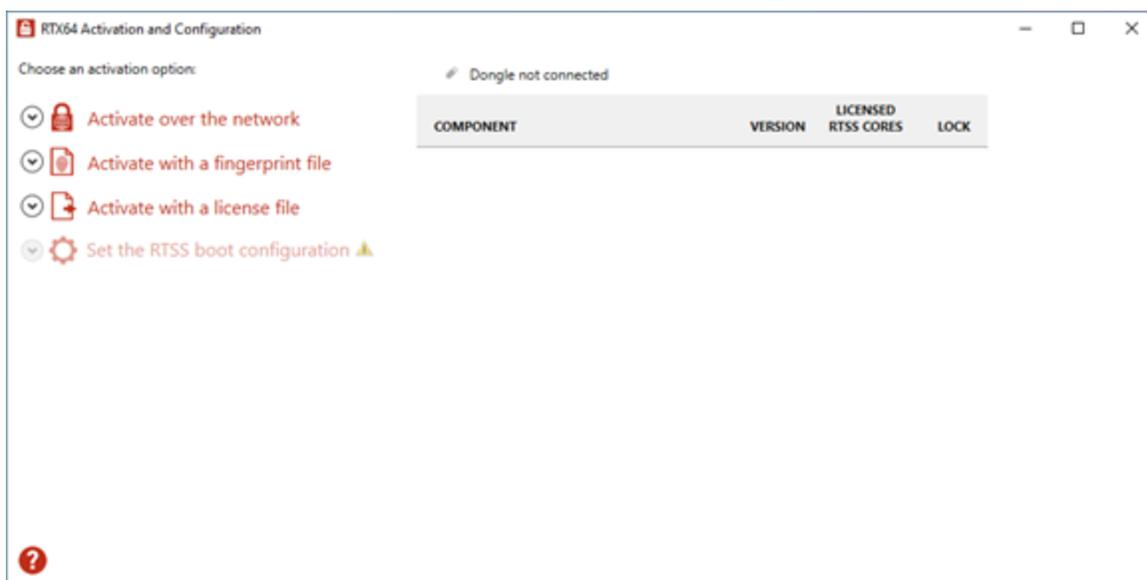 RTX64 Activation and Configuration
Choose an activation option:
Activate over the network
Activate with a fingerprint file
Activate with a license file
Set the RTSS boot configuration
Dongle not connected
COMPONENT
VERSION
LICENSED
RTSS CORES
LOCK
?